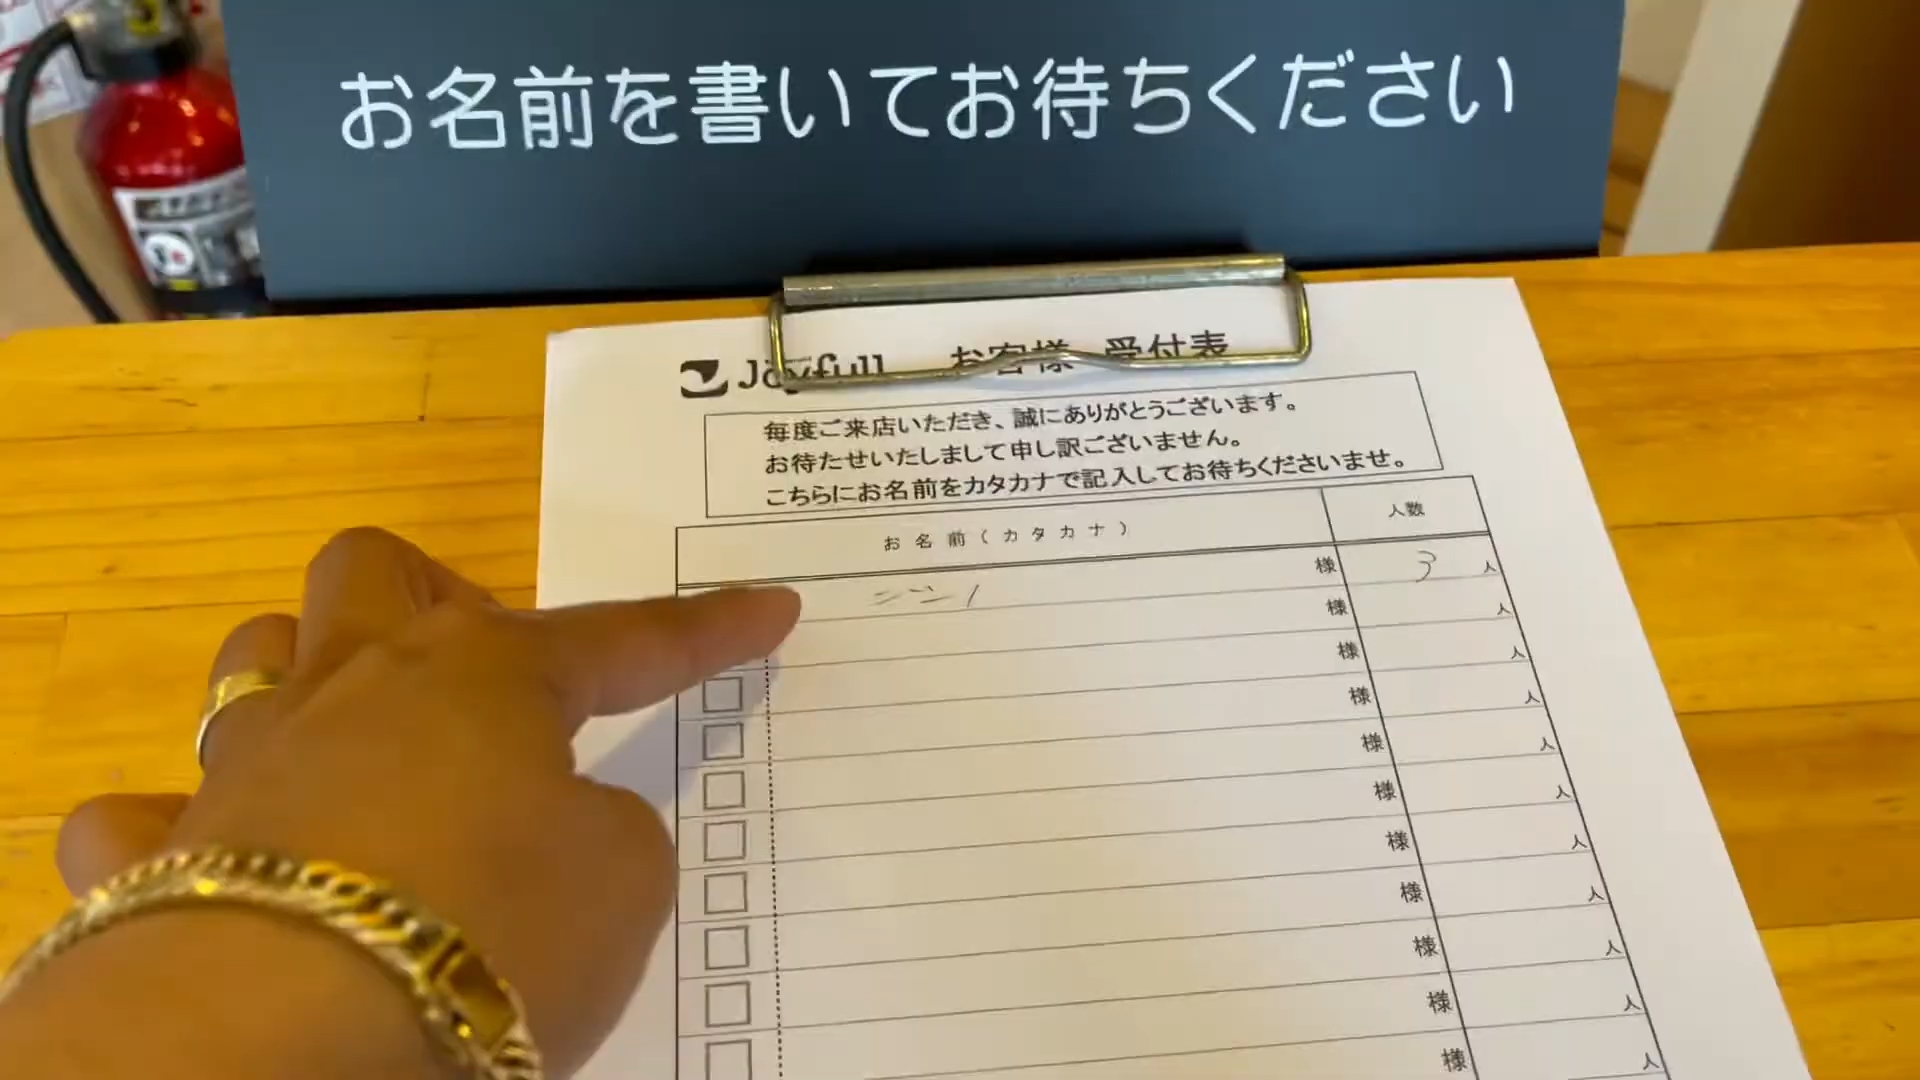 お名前を書いてお待ちください
Joyfull お客様 受付表
毎度ご来店いただき、誠にありがとうございます。
お待たせいたしまして申し訳ございません。
こちらにお名前をカタカナで記入してお待ちくださいませ。
お名前(カタカナ) 人数
様 3 人
様 人
様 人
様 人
様 人
様 人
様 人
様 人
様 人
様 人
様 人